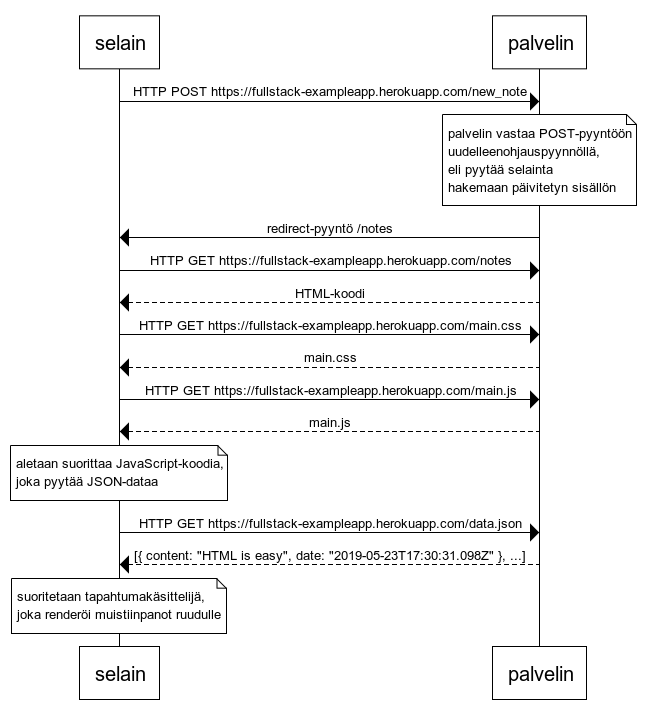 selain
palvelin
HTTP POST https://fullstack-exampleapp.herokuapp.com/new_note
palvelin vastaa POST-pyyntöön
uudelleenohjauspyynnöllä,
eli pyytää selainta
hakemaan päivitetyn sisällön
redirect-pyyntö /notes
HTTP GET https://fullstack-exampleapp.herokuapp.com/notes
HTML-koodi
HTTP GET https://fullstack-exampleapp.herokuapp.com/main.css
main.css
HTTP GET https://fullstack-exampleapp.herokuapp.com/main.js
main.js
aletaan suorittaa JavaScript-koodia,
joka pyytää JSON-dataa
HTTP GET https://fullstack-exampleapp.herokuapp.com/data.json
[{ content: "HTML is easy", date: "2019-05-23T17:30:31.098Z" }, ...]
suoritetaan tapahtumakäsittelijä,
joka renderöi muistiinpanot ruudulle
selain
palvelin